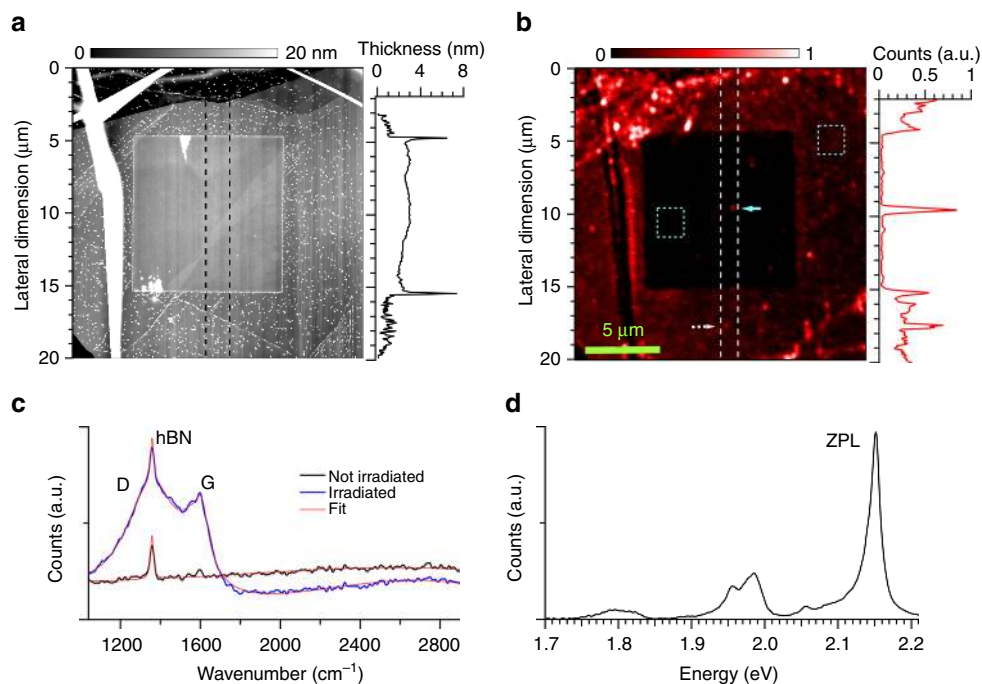 a
0
20 nm
Thickness (nm)
0 4 8
0
5
10
15
20
Lateral dimension (μm)
b
0
1
Counts (a.u.)
0 0.5 1
0
5
10
15
20
Lateral dimension (μm)
5 μm
c
hBN
D
G
Not irradiated
Irradiated
Fit
Counts (a.u.)
1200 1600 2000 2400 2800
Wavenumber (cm⁻¹)
d
ZPL
Counts (a.u.)
1.7 1.8 1.9 2.0 2.1 2.2
Energy (eV)